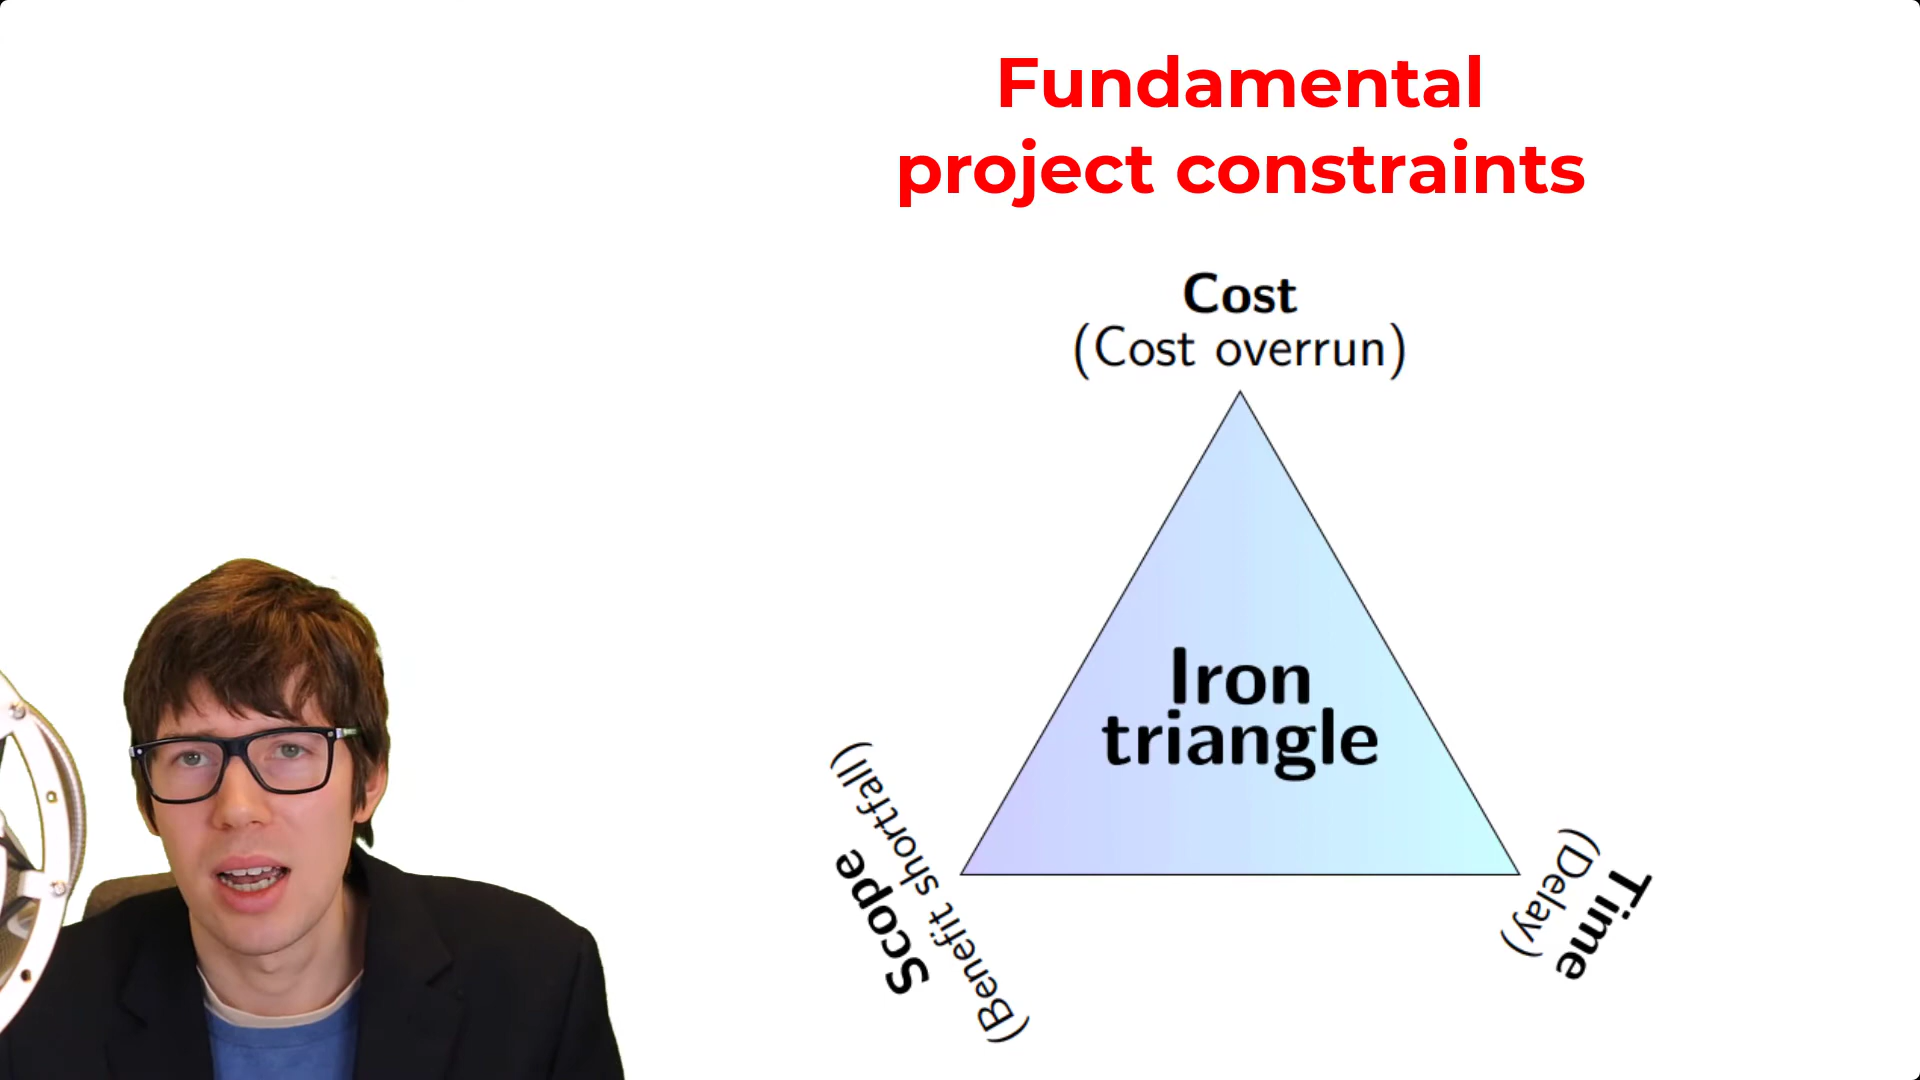 Fundamental
project constraints
Cost
(Cost overrun)
Iron
triangle
Scope
(Benefit shortfall)
Time
(Delay)